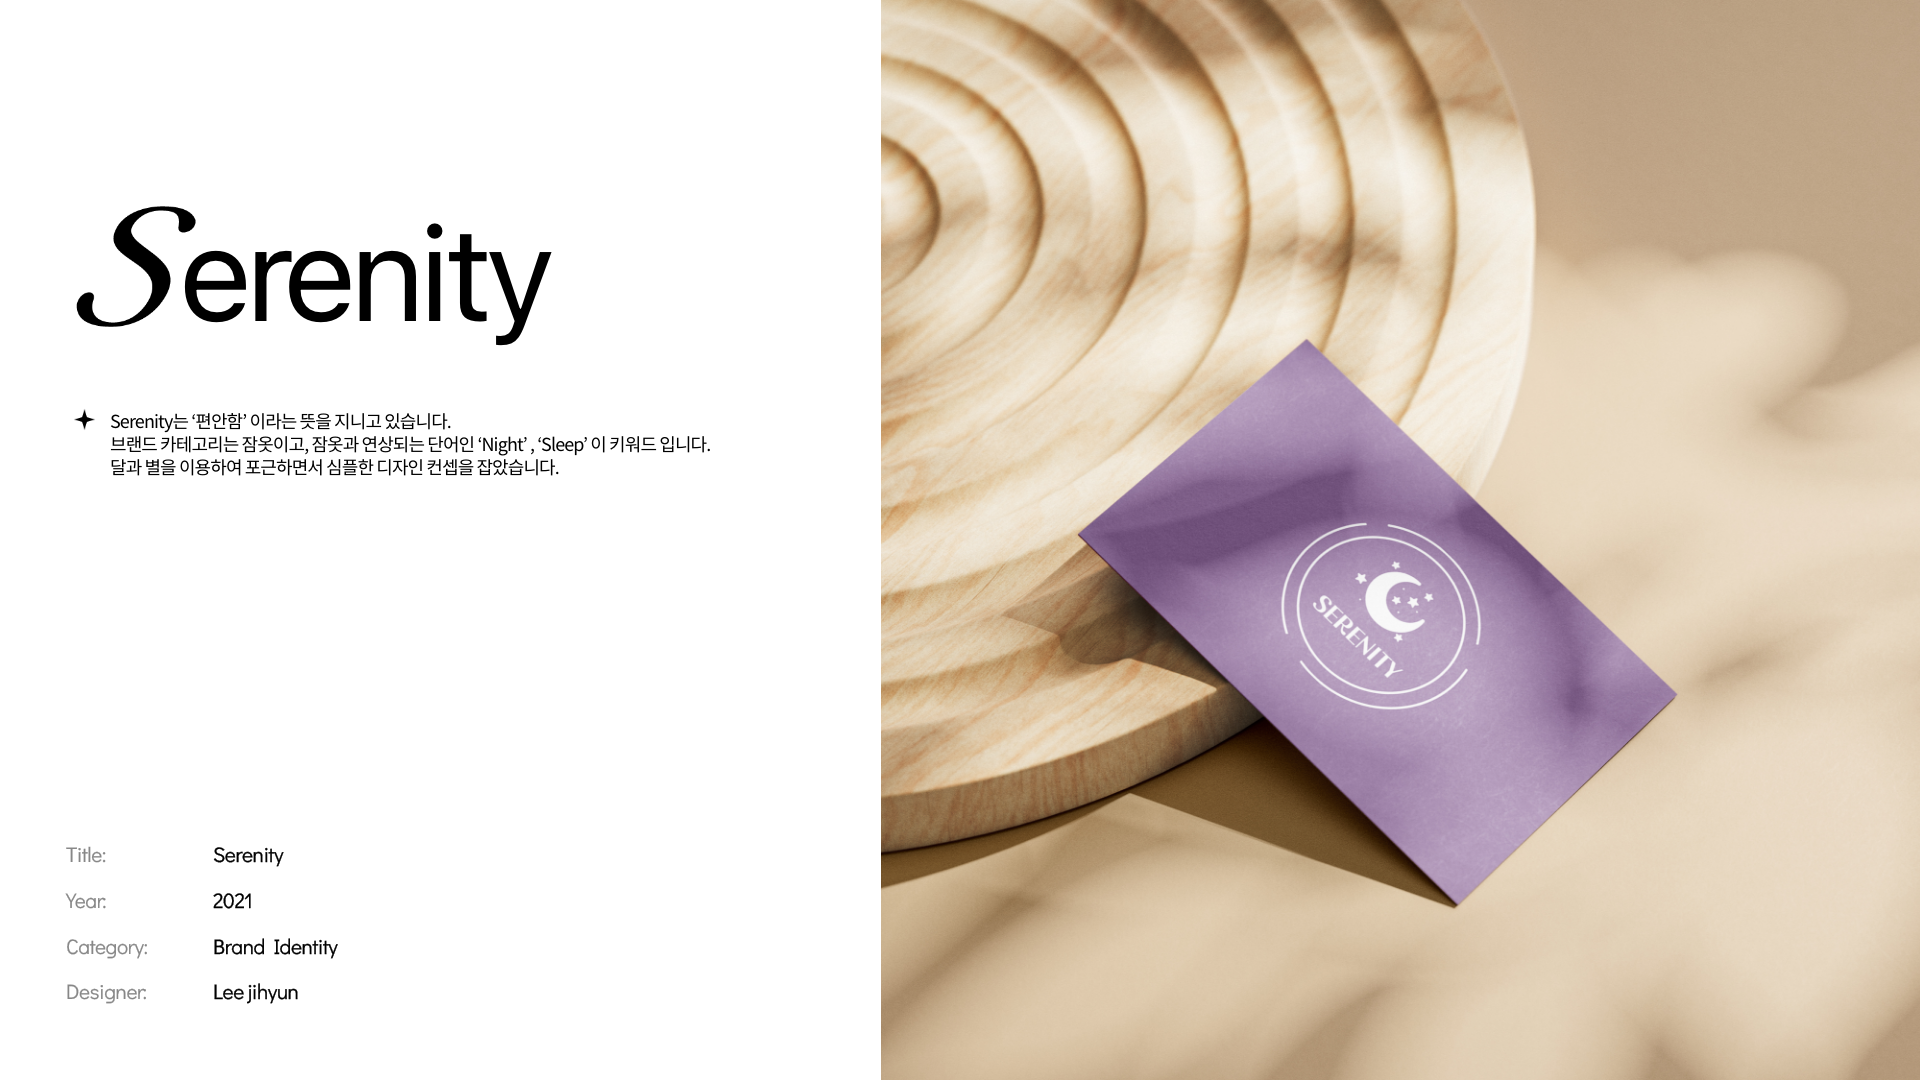 Serenity
Serenity는 ‘편안함’ 이라는 뜻을 지니고 있습니다.
브랜드 카테고리는 잠옷이고, 잠옷과 연상되는 단어인 ‘Night’ , ‘Sleep’ 이 키워드 입니다.
달과 별을 이용하여 포근하면서 심플한 디자인 컨셉을 잡았습니다.
Title: Serenity
Year: 2021
Category: Brand Identity
Designer: Lee jihyun
SERENITY